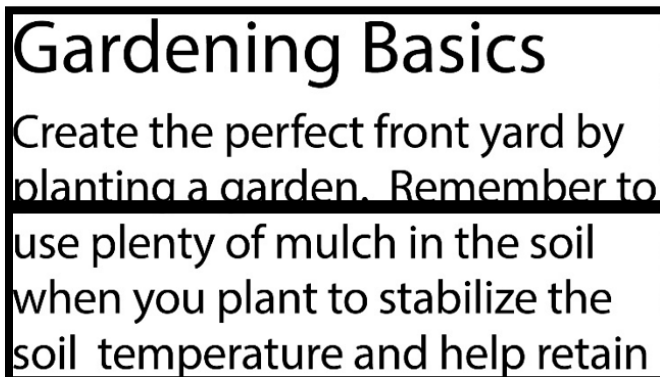 Gardening Basics
Create the perfect front yard by
planting a garden.  Remember to
use plenty of mulch in the soil
when you plant to stabilize the
soil  temperature and help retain